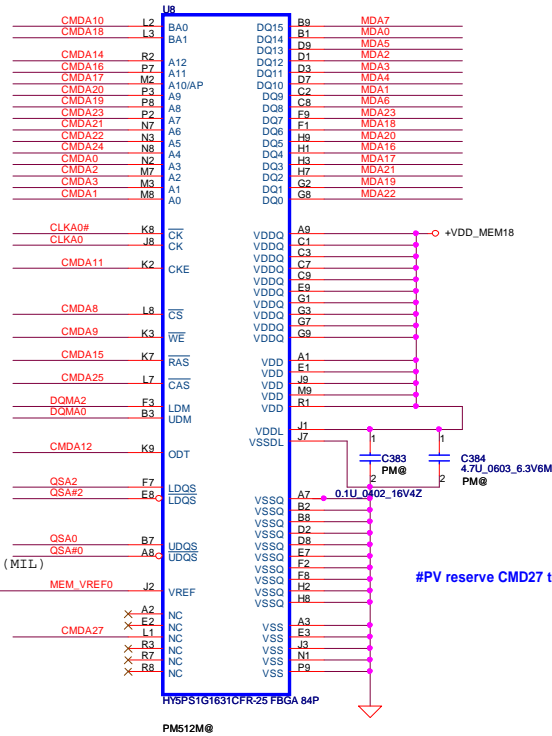 U8
CMDA10 L2 BA0 DQ15 B9 MDA7
CMDA18 L3 BA1 DQ14 B1 MDA0
DQ13 D9 MDA5
CMDA14 R2 A12 DQ12 D1 MDA2
CMDA16 P7 A11 DQ11 D3 MDA3
CMDA17 M2 A10/AP DQ10 D7 MDA4
CMDA20 P3 A9 DQ9 C2 MDA1
CMDA19 P8 A8 DQ8 C8 MDA6
CMDA23 P2 A7 DQ7 F9 MDA23
CMDA21 N7 A6 DQ6 F1 MDA18
CMDA22 N3 A5 DQ5 H9 MDA20
CMDA24 N8 A4 DQ4 H1 MDA16
CMDA0 N2 A3 DQ3 H3 MDA17
CMDA2 M7 A2 DQ2 H7 MDA21
CMDA3 M3 A1 DQ1 G2 MDA19
CMDA1 M8 A0 DQ0 G8 MDA22
CLKA0# K8 CK VDDQ A9 +VDD_MEM18
CLKA0 J8 CK VDDQ C1
VDDQ C3
CMDA11 K2 CKE VDDQ C7
VDDQ C9
VDDQ E9
VDDQ G1
CMDA8 L8 CS VDDQ G3
VDDQ G7
CMDA9 K3 WE VDDQ G9
CMDA15 K7 RAS VDD A1
VDD E1
CMDA25 L7 CAS VDD J9
VDD M9
DQMA2 F3 LDM VDD R1
DQMA0 B3 UDM
VDDL J1
VSSDL J7
CMDA12 K9 ODT
1 1
C383 C384
PM@ 4.7U_0603_6.3V6M
2 2 PM@
0.1U_0402_16V4Z
QSA2 F7 LDQS
QSA#2 E8 LDQS VSSQ A7
VSSQ B2
VSSQ B8
VSSQ D2
QSA0 B7 UDQS VSSQ D8
QSA#0 A8 UDQS VSSQ E7
(MIL) VSSQ F2
VSSQ F8
MEM_VREF0 J2 VREF VSSQ H2
VSSQ H8
#PV reserve CMD27 t
A2 NC
E2 NC VSS A3
CMDA27 L1 NC VSS E3
R3 NC VSS J3
R7 NC VSS N1
R8 NC VSS P9
HY5PS1G1631CFR-25 FBGA 84P
PM512M@